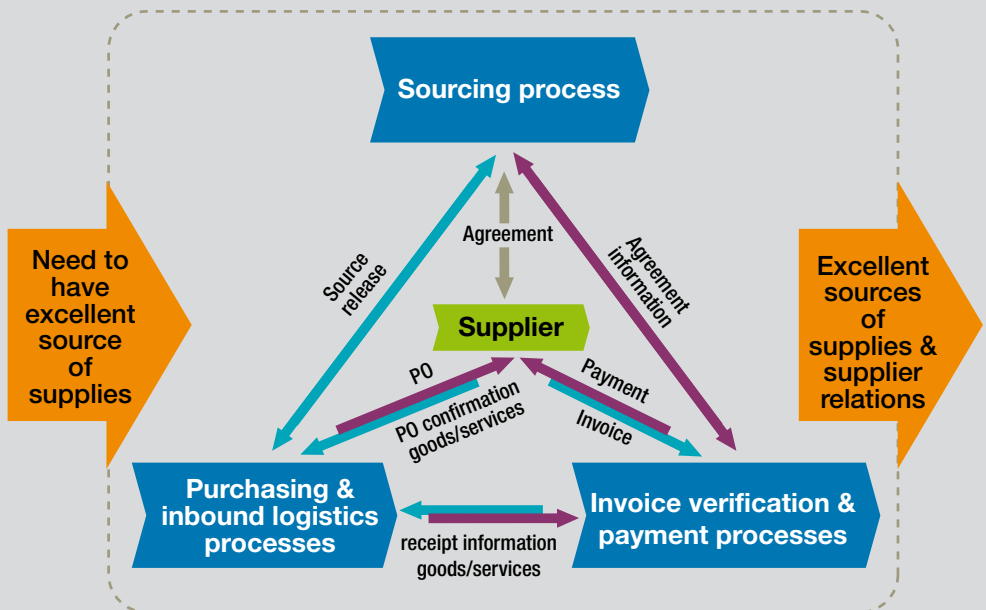 Sourcing process
Need to
have
excellent
source
of
supplies
Source
release
Agreement
Agreement
information
Excellent
sources
of
supplies &
supplier
relations
Supplier
PO
PO confirmation
goods/services
Payment
Invoice
Purchasing &
inbound logistics
processes
receipt information
goods/services
Invoice verification &
payment processes